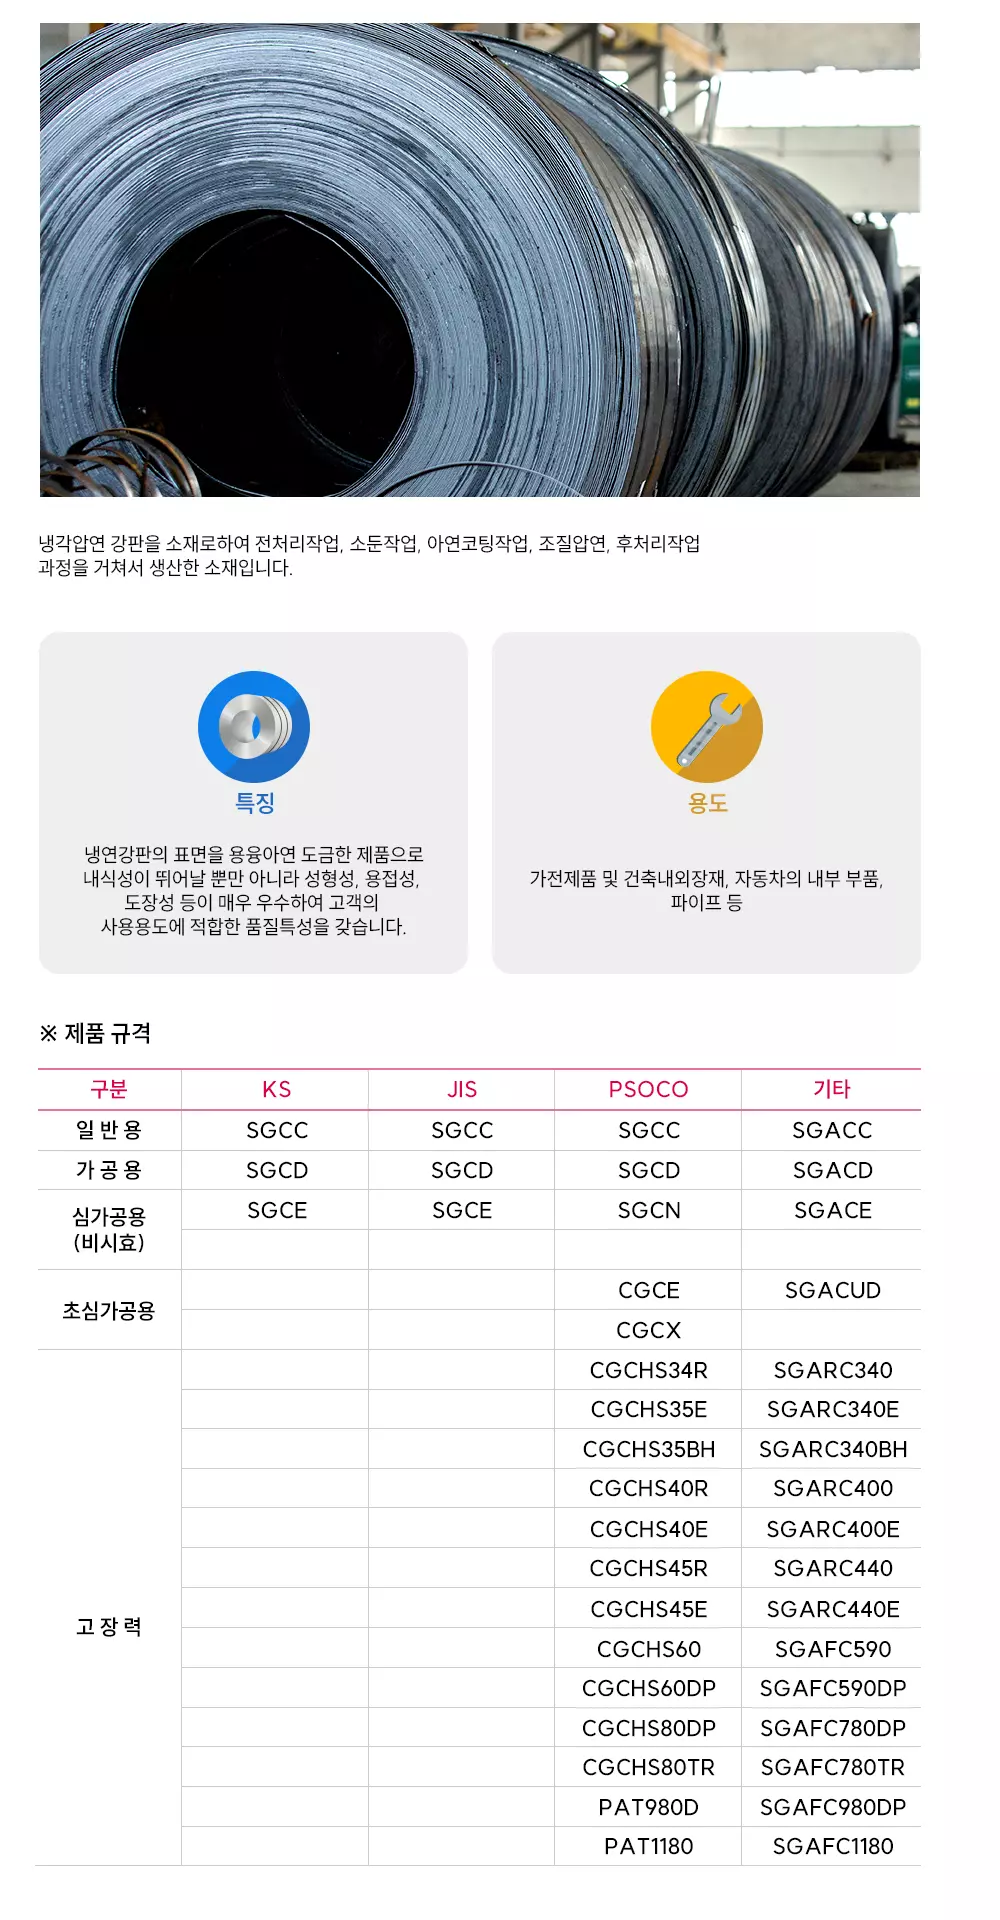 냉각압연 강판을 소재로하여 전처리작업, 소둔작업, 아연코팅작업, 조질압연, 후처리작업
과정을 거쳐서 생산한 소재입니다.
특징
냉연강판의 표면을 용융아연 도금한 제품으로
내식성이 뛰어날 뿐만 아니라 성형성, 용접성,
도장성 등이 매우 우수하여 고객의
사용용도에 적합한 품질특성을 갖습니다.
용도
가전제품 및 건축내외장재, 자동차의 내부 부품,
파이프 등
※ 제품 규격
구분 KS JIS PSOCO 기타
일 반 용 SGCC SGCC SGCC SGACC
가 공 용 SGCD SGCD SGCD SGACD
심가공용
(비시효)
SGCE SGCE SGCN SGACE
초심가공용
CGCE SGACUD
CGCX
고 장 력
CGCHS34R SGARC340
CGCHS35E SGARC340E
CGCHS35BH SGARC340BH
CGCHS40R SGARC400
CGCHS40E SGARC400E
CGCHS45R SGARC440
CGCHS45E SGARC440E
CGCHS60 SGAFC590
CGCHS60DP SGAFC590DP
CGCHS80DP SGAFC780DP
CGCHS80TR SGAFC780TR
PAT980D SGAFC980DP
PAT1180 SGAFC1180